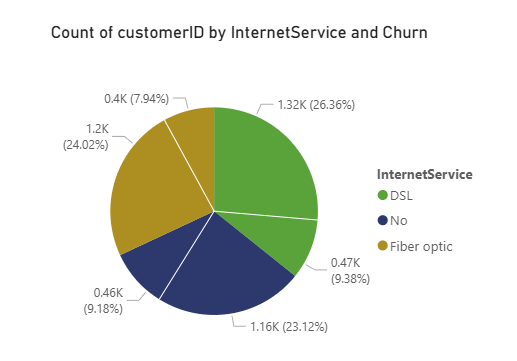 Count of customerID by InternetService and Churn
0.4K (7.94%)
1.32K (26.36%)
1.2K
(24.02%)
InternetService
DSL
No
Fiber optic
0.47K
(9.38%)
0.46K
(9.18%)
1.16K (23.12%)